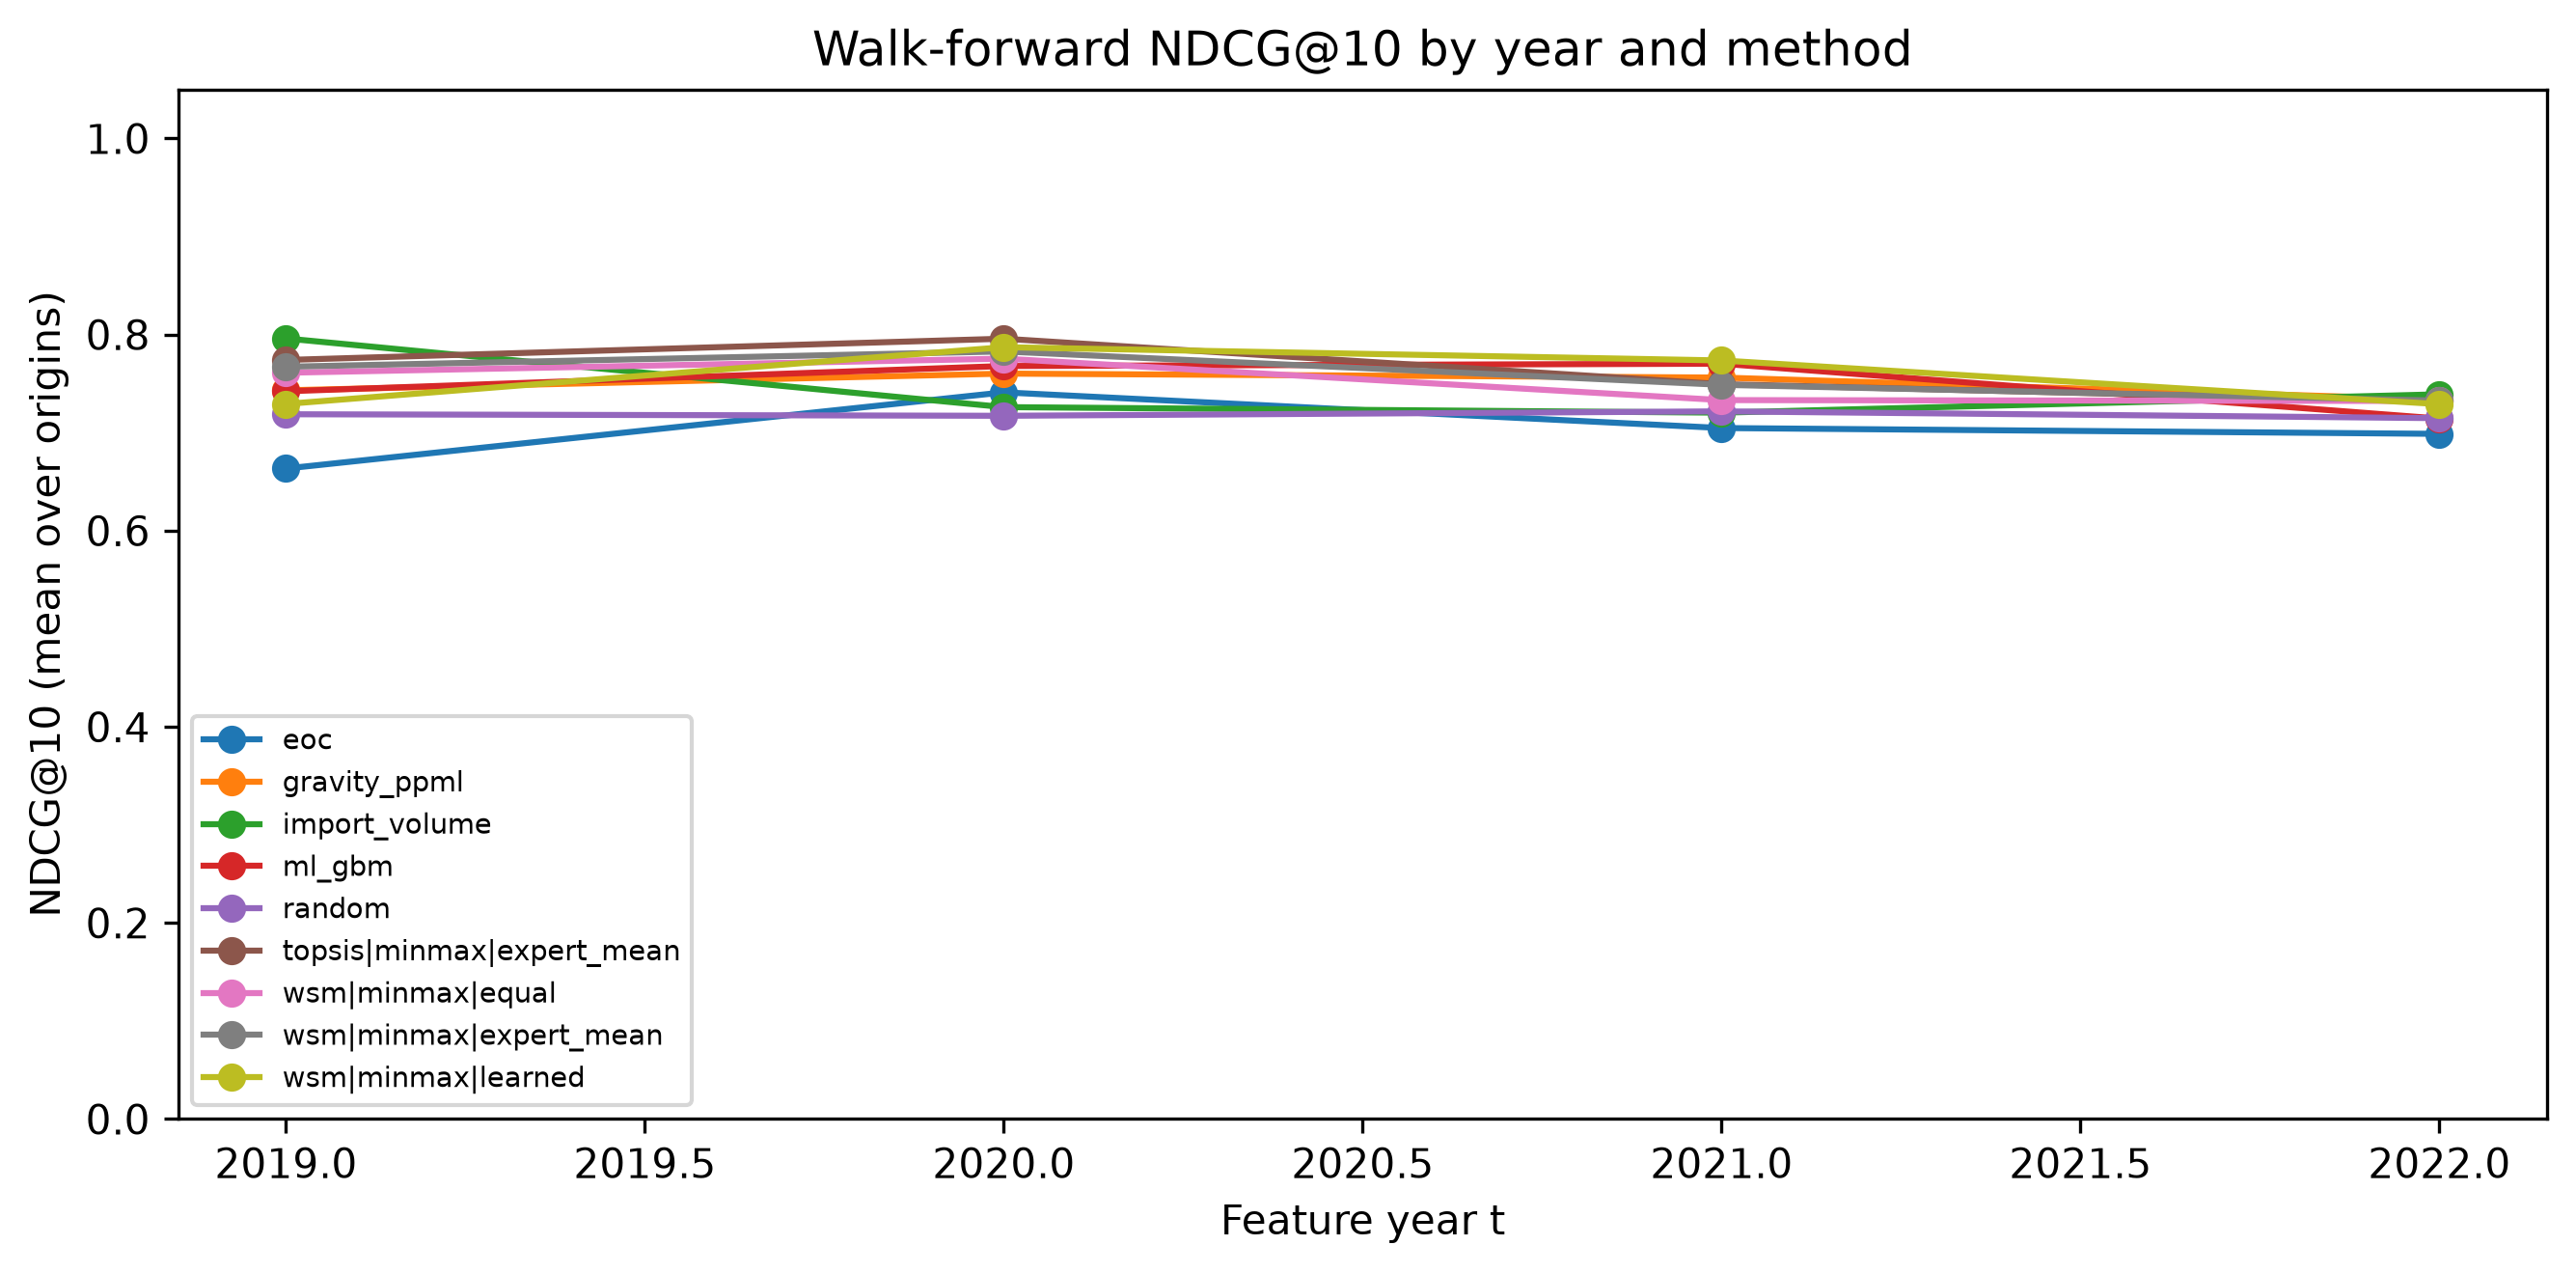 Walk-forward NDCG@10 by year and method
NDCG@10 (mean over origins)
1.0
0.8
0.6
0.4
0.2
0.0
eoc
gravity_ppml
import_volume
ml_gbm
random
topsis|minmax|expert_mean
wsm|minmax|equal
wsm|minmax|expert_mean
wsm|minmax|learned
2019.0 2019.5 2020.0 2020.5 2021.0 2021.5 2022.0
Feature year t